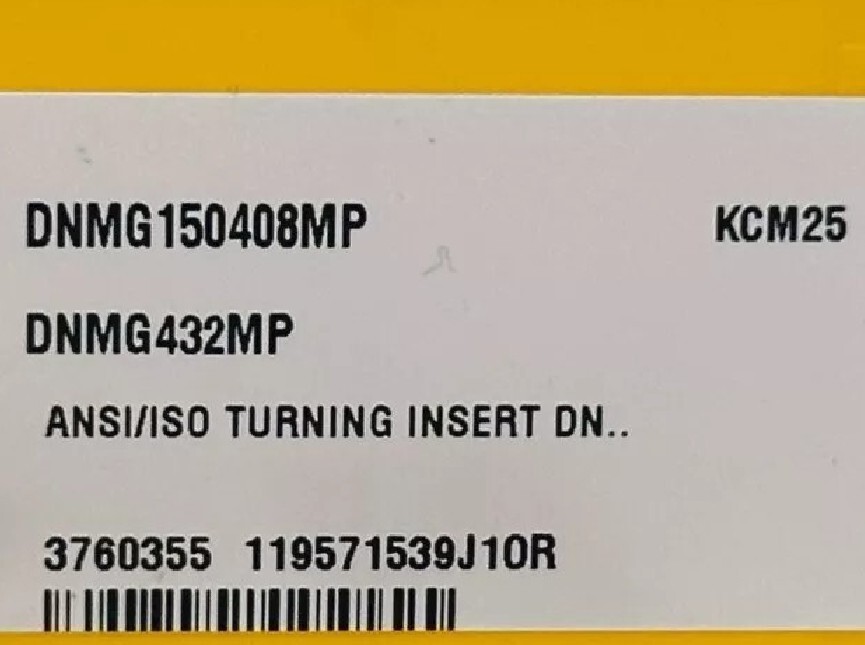 DNMG150408MP KCM25
DNMG432MP
ANSI/ISO TURNING INSERT DN..
3760355 119571539J10R